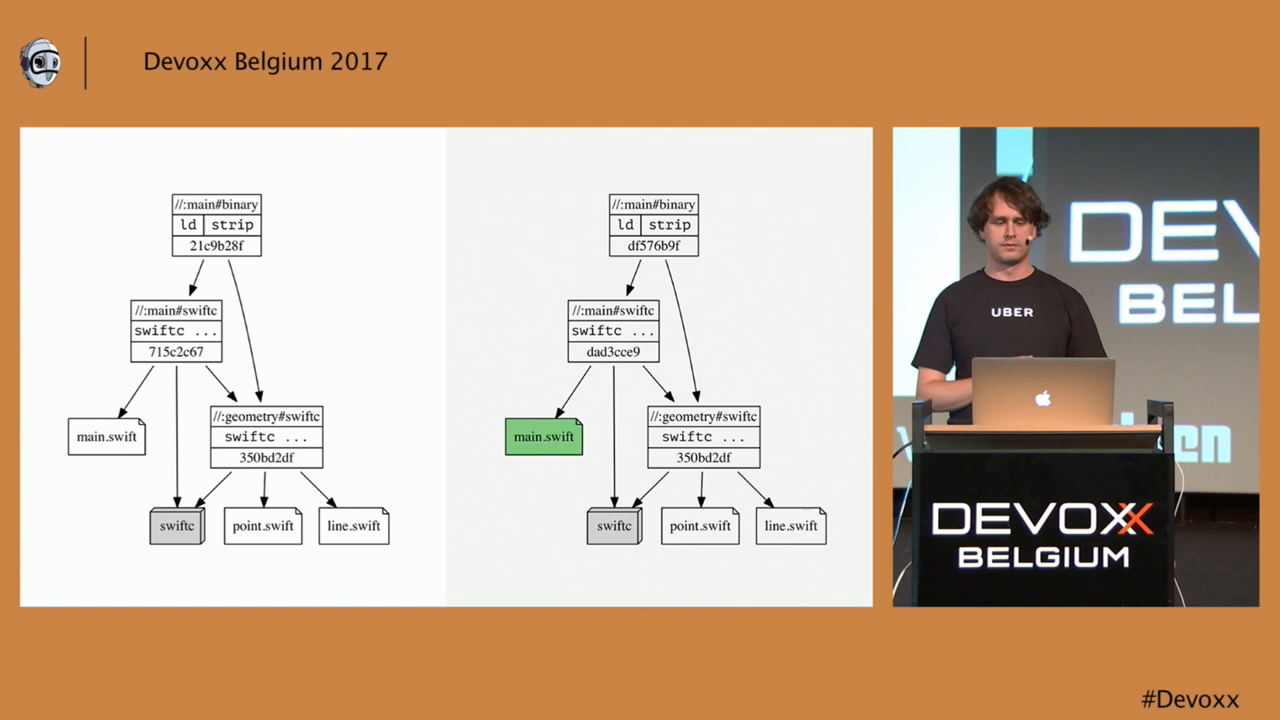 Devoxx Belgium 2017
//:main#binary
ld strip
21c9b28f
//:main#swiftc
swiftc ...
715c2c67
main.swift
//:geometry#swiftc
swiftc ...
350bd2df
swiftc
point.swift
line.swift
//:main#binary
ld strip
df576b9f
//:main#swiftc
swiftc ...
dad3cce9
main.swift
//:geometry#swiftc
swiftc ...
350bd2df
swiftc
point.swift
line.swift
UBER
DEVOXX
BELGIUM
#Devoxx